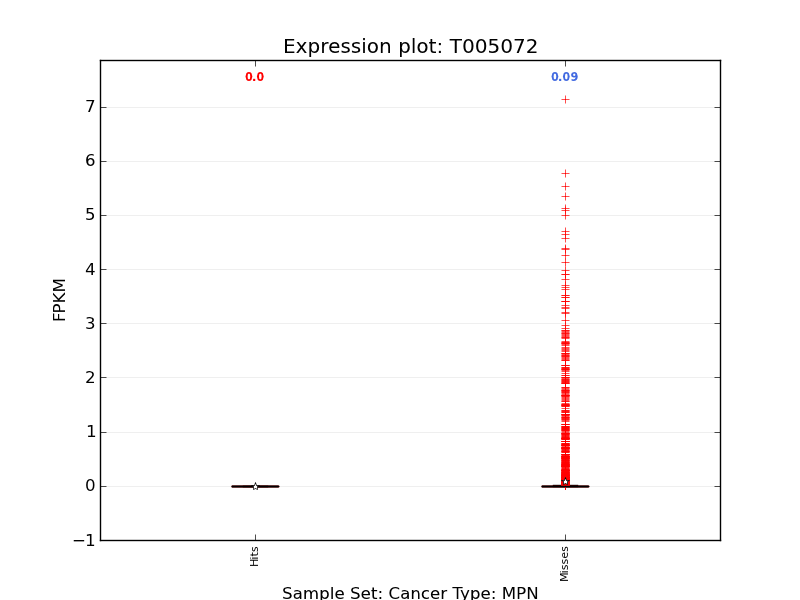 Expression plot: T005072
0.0
0.09
7
6
5
4
3
2
1
0
−1
FPKM
Hits
Misses
Sample Set: Cancer Type: MPN